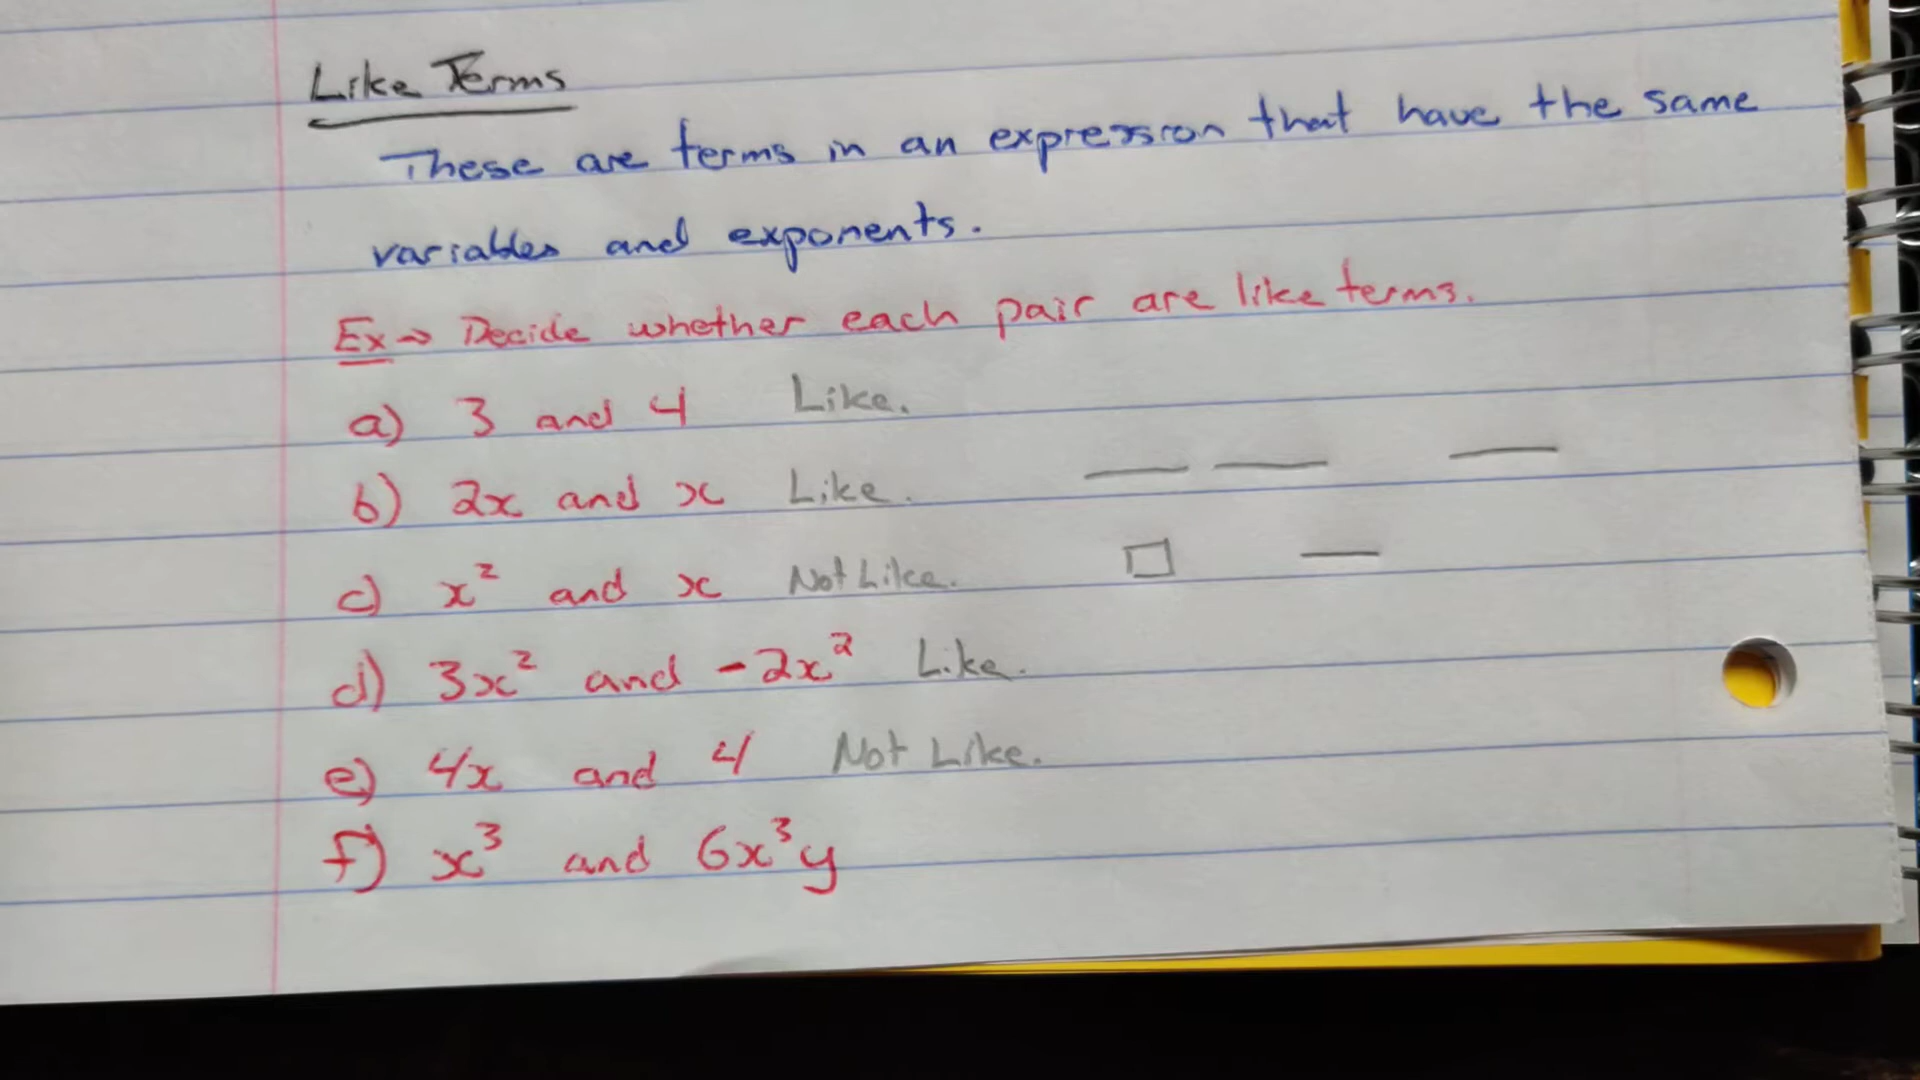 Like Terms
These are terms in an expression that have the same
variables and exponents.
Ex→ Decide whether each pair are like terms.
a) 3 and 4 Like.
b) 2x and x Like.
c) x² and x Not Like.
d) 3x² and -2x² Like.
e) 4x and 4 Not Like.
f) x³ and 6x³y